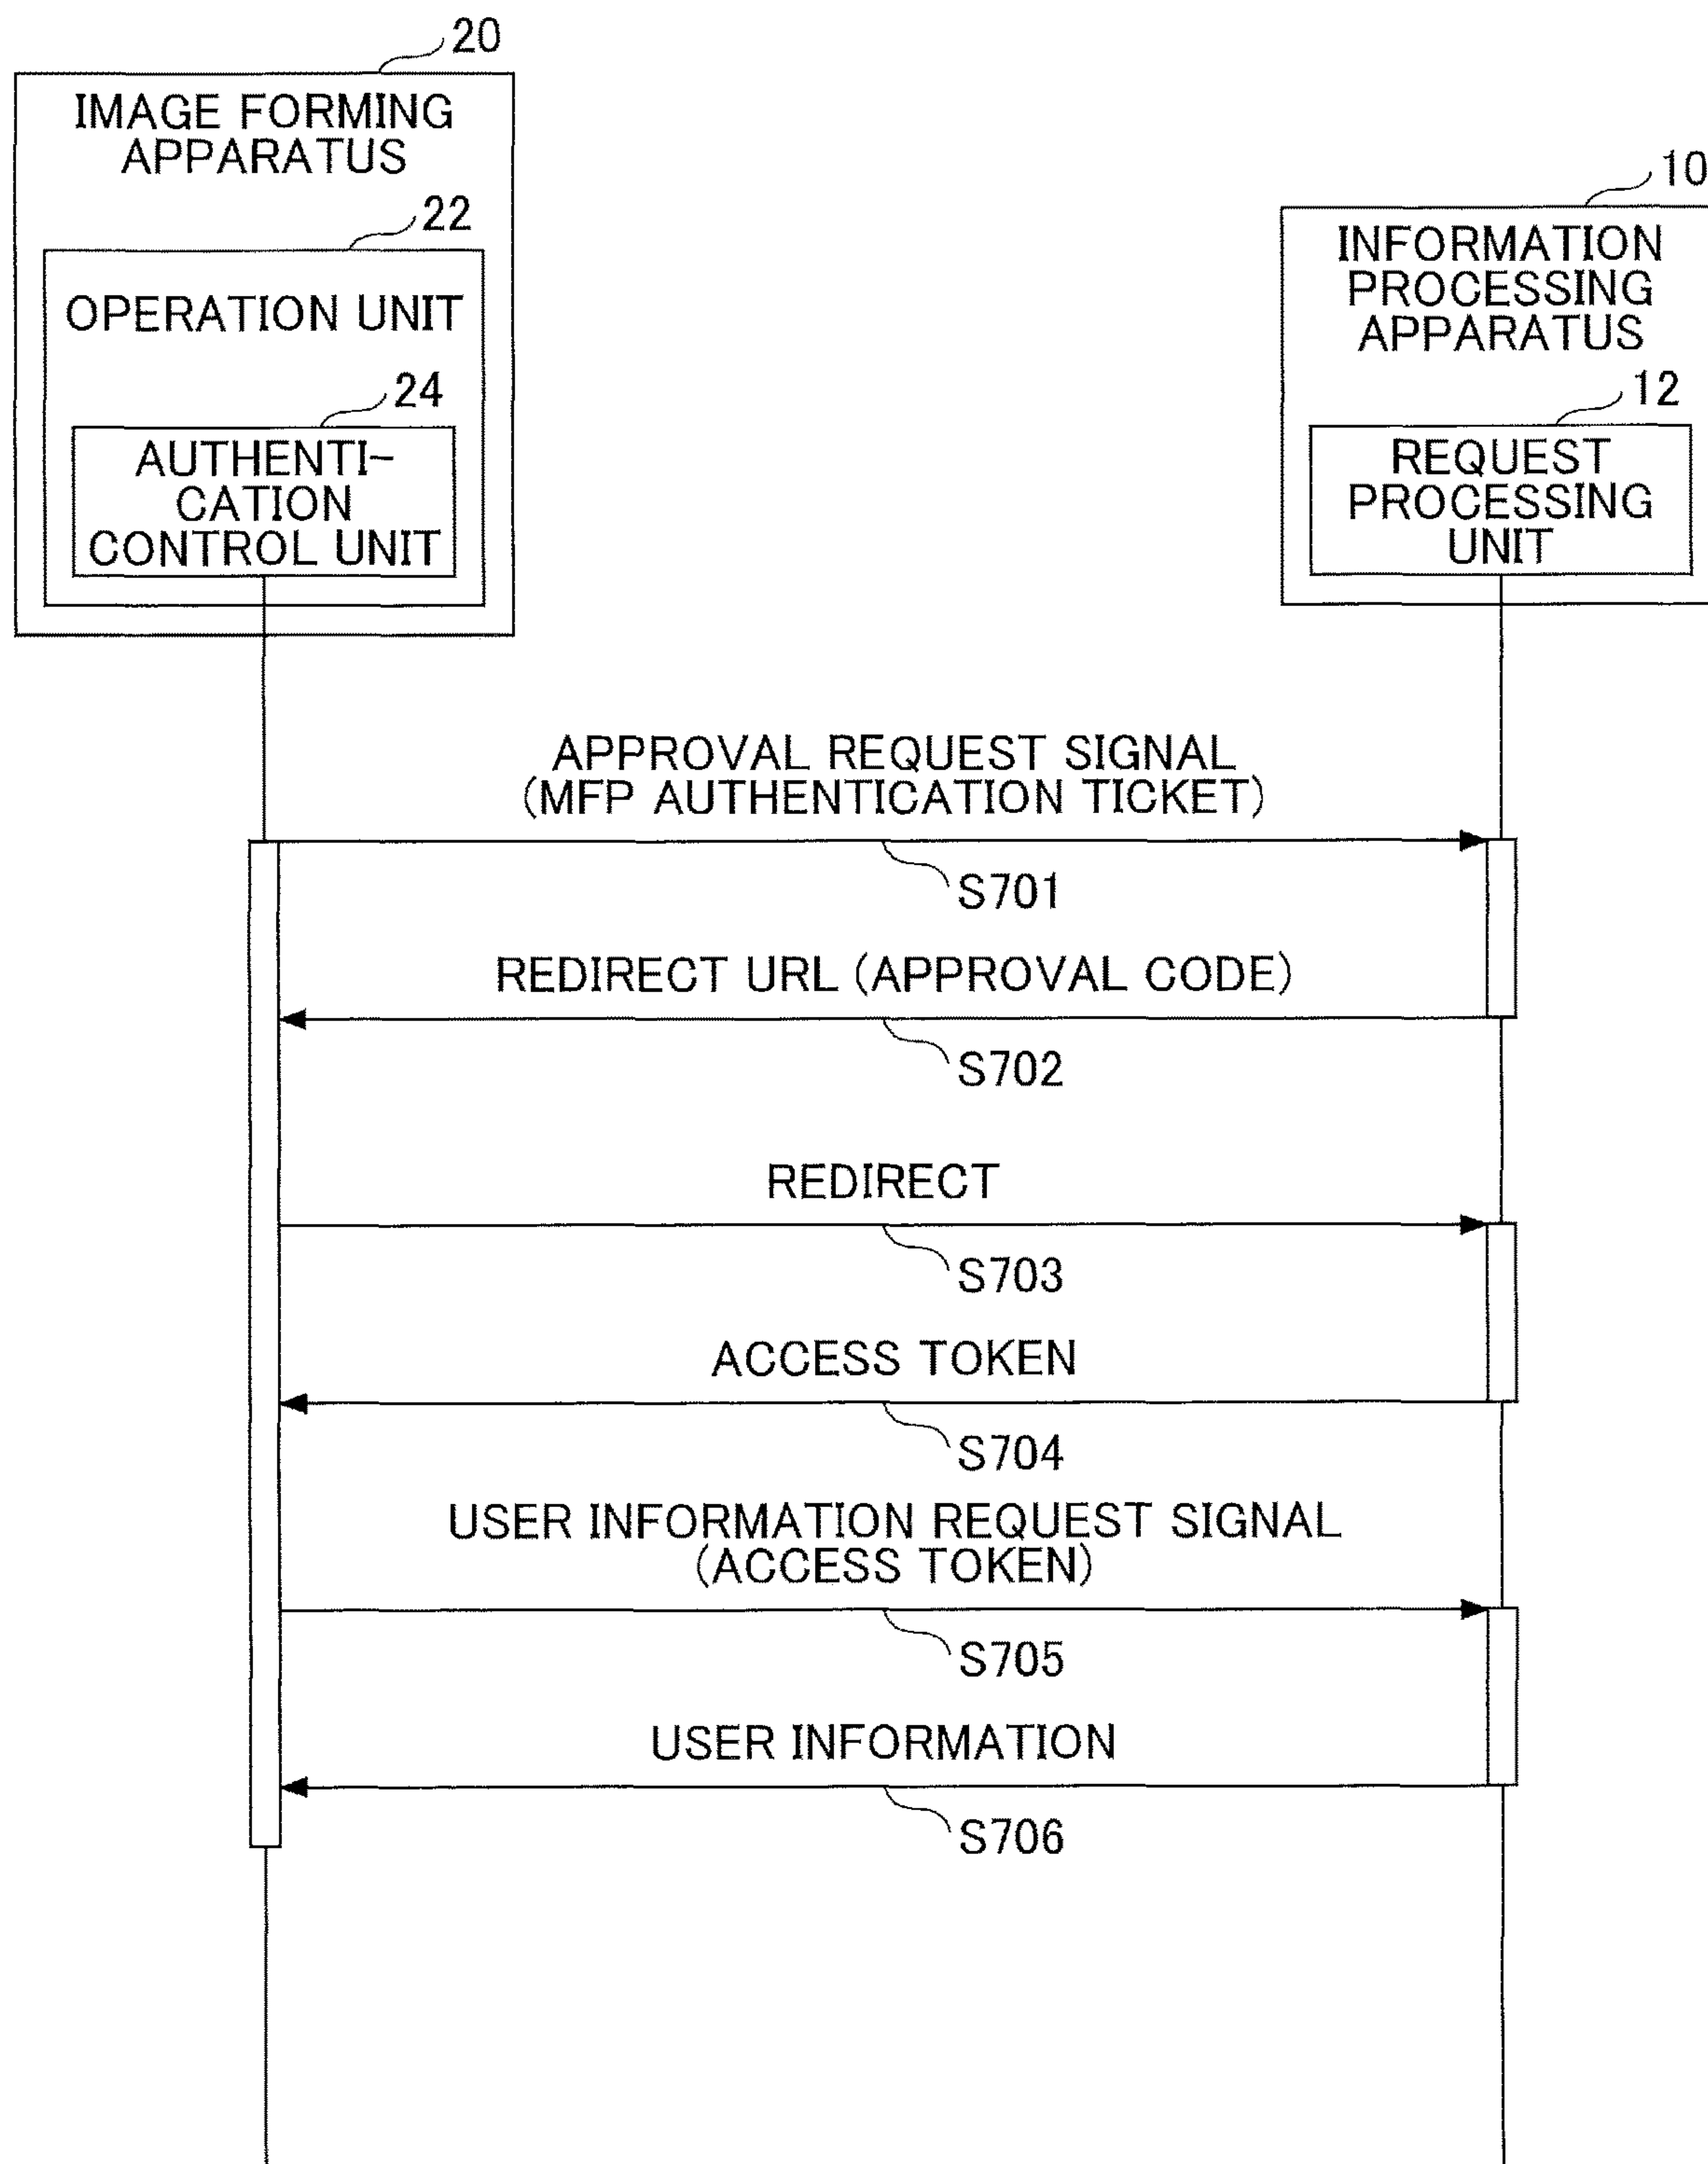 20
IMAGE FORMING
APPARATUS
22
OPERATION UNIT
24
AUTHENTI-
CATION
CONTROL UNIT
10
INFORMATION
PROCESSING
APPARATUS
12
REQUEST
PROCESSING
UNIT
APPROVAL REQUEST SIGNAL
(MFP AUTHENTICATION TICKET)
S701
REDIRECT URL (APPROVAL CODE)
S702
REDIRECT
S703
ACCESS TOKEN
S704
USER INFORMATION REQUEST SIGNAL
(ACCESS TOKEN)
S705
USER INFORMATION
S706